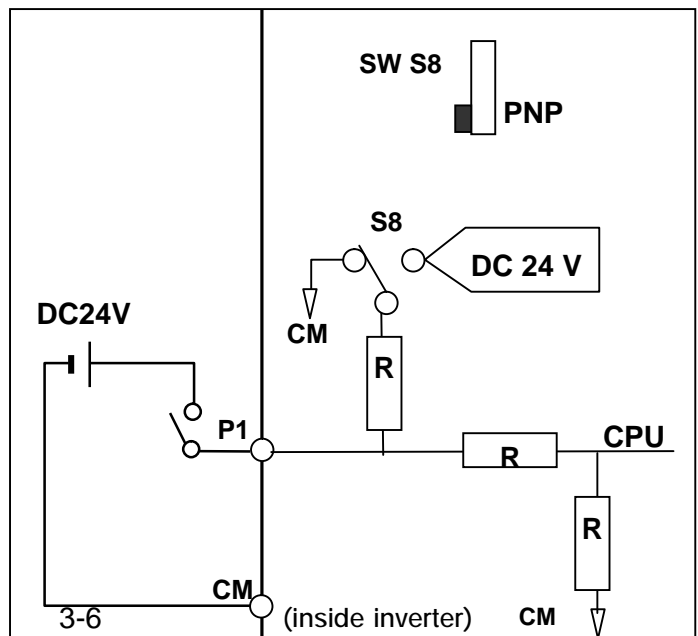 SW S8
PNP
S8
DC 24 V
DC24V
CM
R
P1
R
CPU
R
CM
3-6
(inside inverter)
CM